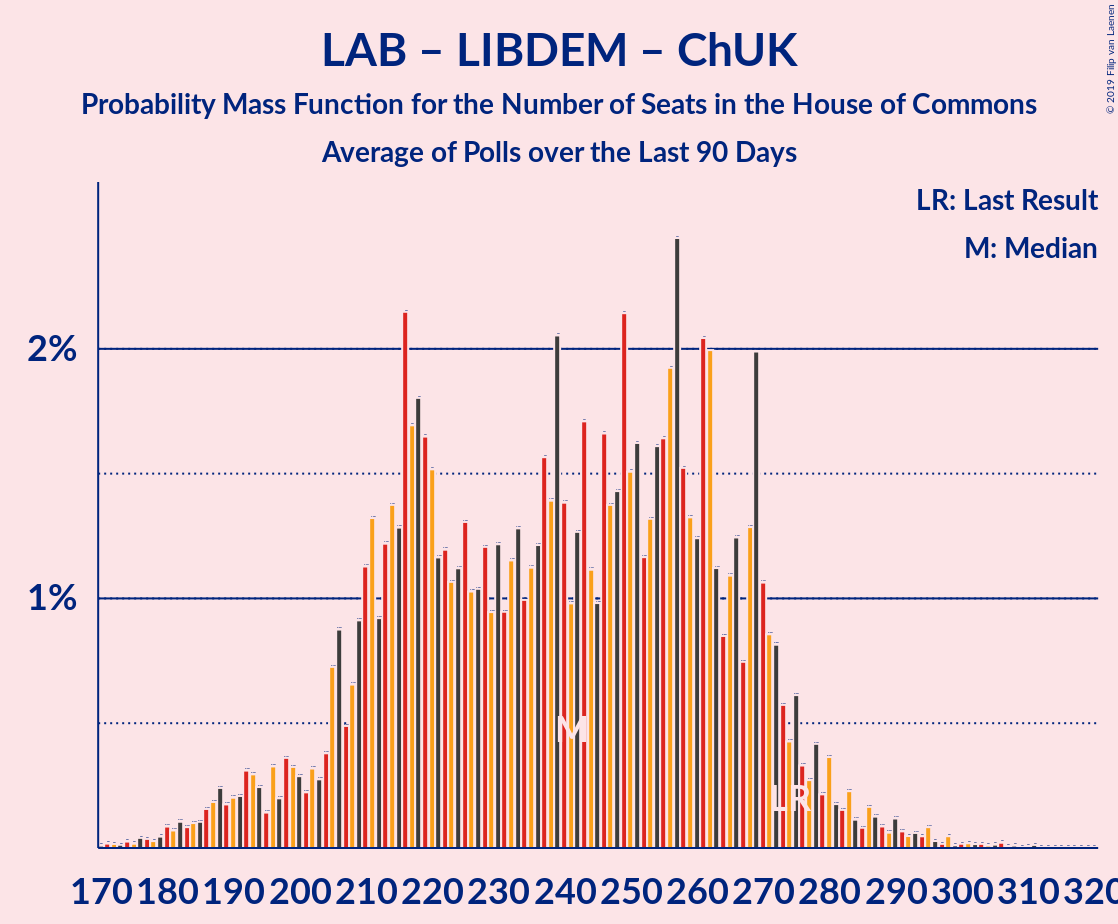 LAB – LIBDEM – ChUK
Probability Mass Function for the Number of Seats in the House of Commons
Average of Polls over the Last 90 Days
© 2019 Filip van Laenen
LR: Last Result
M: Median
2%
1%
M
LR
170 180 190 200 210 220 230 240 250 260 270 280 290 300 310 320